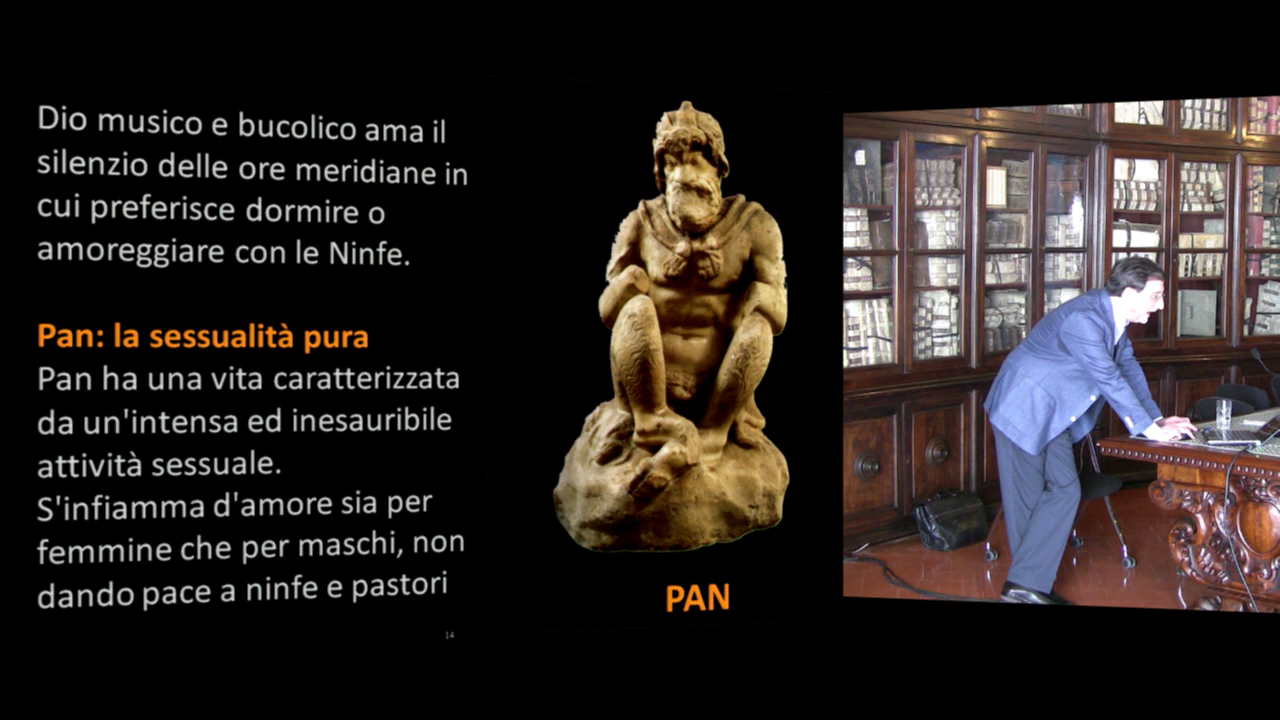 Dio musico e bucolico ama il
silenzio delle ore meridiane in
cui preferisce dormire o
amoreggiare con le Ninfe.
Pan: la sessualità pura
Pan ha una vita caratterizzata
da un'intensa ed inesauribile
attività sessuale.
S'infiamma d'amore sia per
femmine che per maschi, non
dando pace a ninfe e pastori
14
PAN